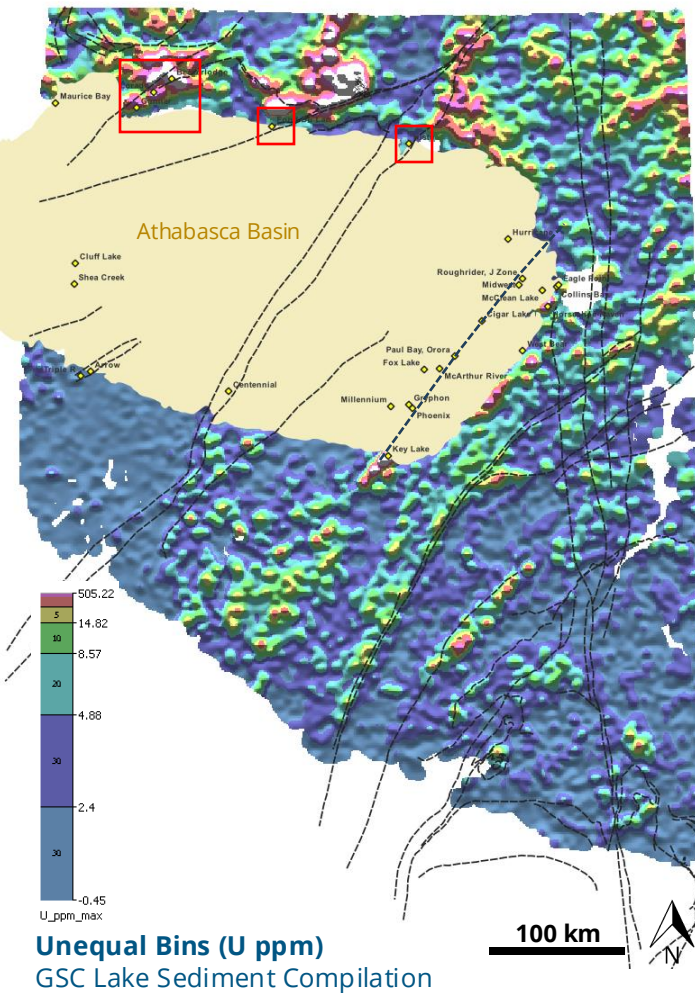 Maurice Bay
Athabasca Basin
Cluff Lake
Shea Creek
Hurricane
Roughrider, J Zone
Midwest
McClean Lake
Eagle Point
Collins Bay
Cigar Lake
West Bear
Paul Bay, Orora
Fox Lake
McArthur River
Arrow
Centennial
Millennium
Gryphon
Phoenix
Key Lake
505.22
5
14.82
10
8.57
20
4.88
30
2.4
30
-0.45
U_ppm_max
100 km
N
Unequal Bins (U ppm)
GSC Lake Sediment Compilation